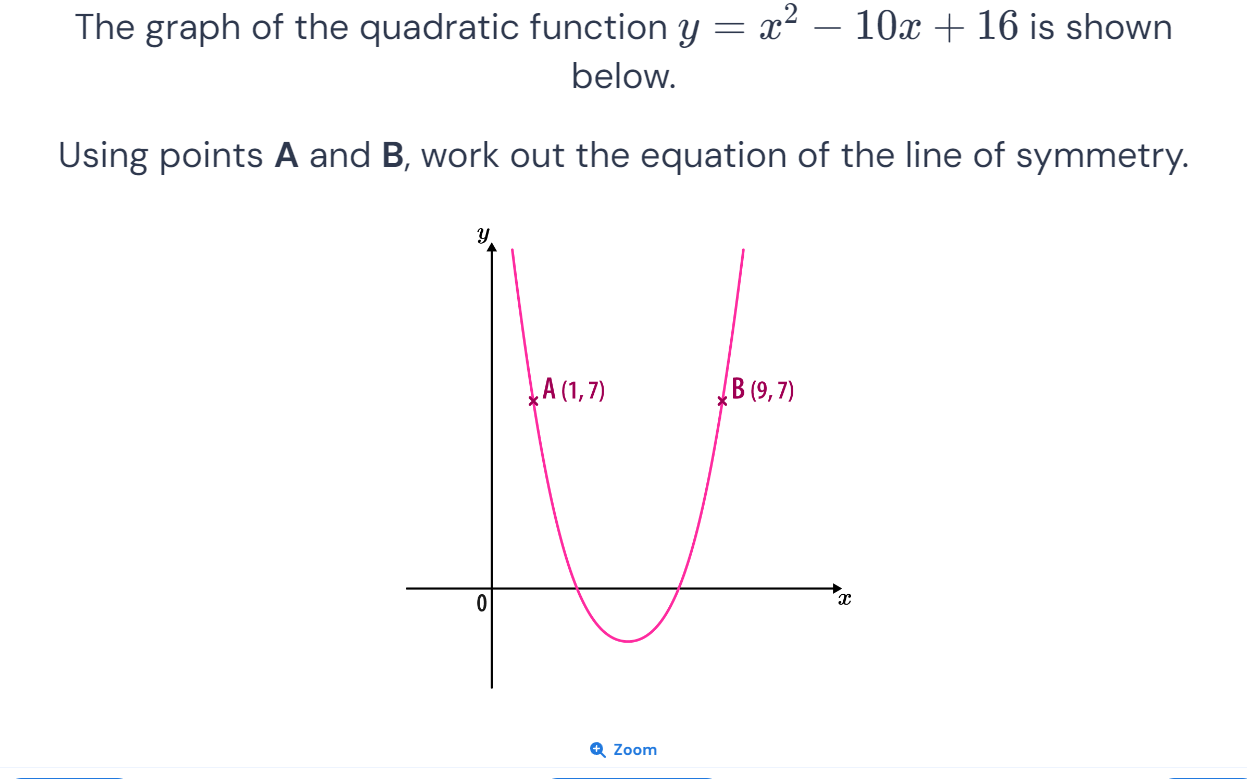 The graph of the quadratic function y = x² − 10x + 16 is shown
below.
Using points A and B, work out the equation of the line of symmetry.
y
A (1, 7)
B (9, 7)
0
x
Zoom